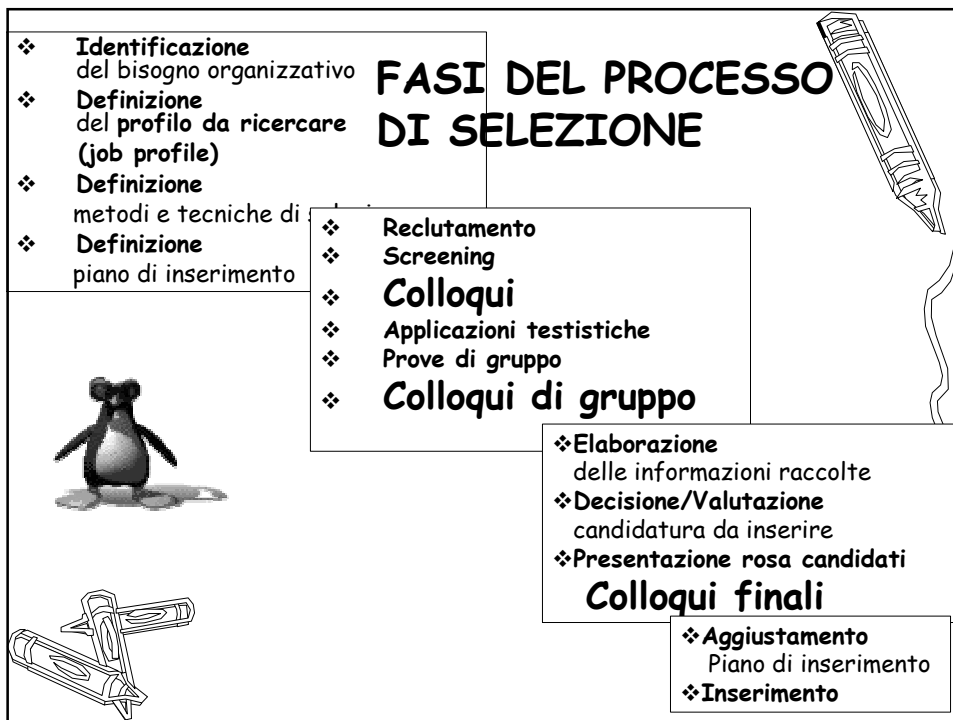 FASI DEL PROCESSO
DI SELEZIONE
❖ Identificazione
del bisogno organizzativo
❖ Definizione
del profilo da ricercare
(job profile)
❖ Definizione
metodi e tecniche di
❖ Definizione
piano di inserimento
❖ Reclutamento
❖ Screening
❖ Colloqui
❖ Applicazioni testistiche
❖ Prove di gruppo
❖ Colloqui di gruppo
❖Elaborazione
delle informazioni raccolte
❖Decisione/Valutazione
candidatura da inserire
❖Presentazione rosa candidati
Colloqui finali
❖Aggiustamento
Piano di inserimento
❖Inserimento